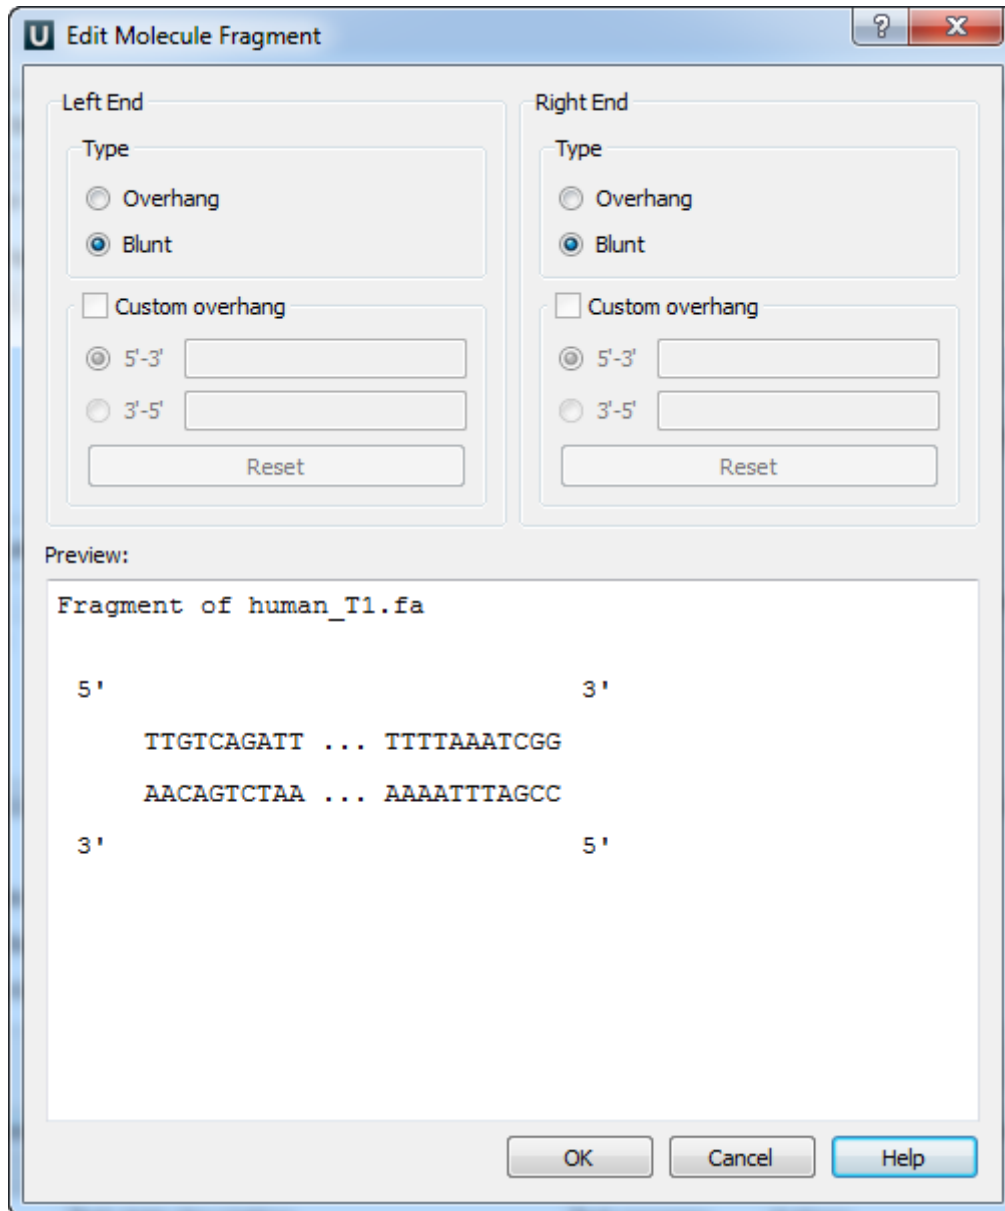 U Edit Molecule Fragment ? X
Left End Right End
Type Type
Overhang Overhang
Blunt Blunt
Custom overhang Custom overhang
5'-3' 5'-3'
3'-5' 3'-5'
Reset Reset
Preview:
Fragment of human_T1.fa
5' 3'
TTGTCAGATT ... TTTTAAATCGG
AACAGTCTAA ... AAAATTTAGCC
3' 5'
OK Cancel Help